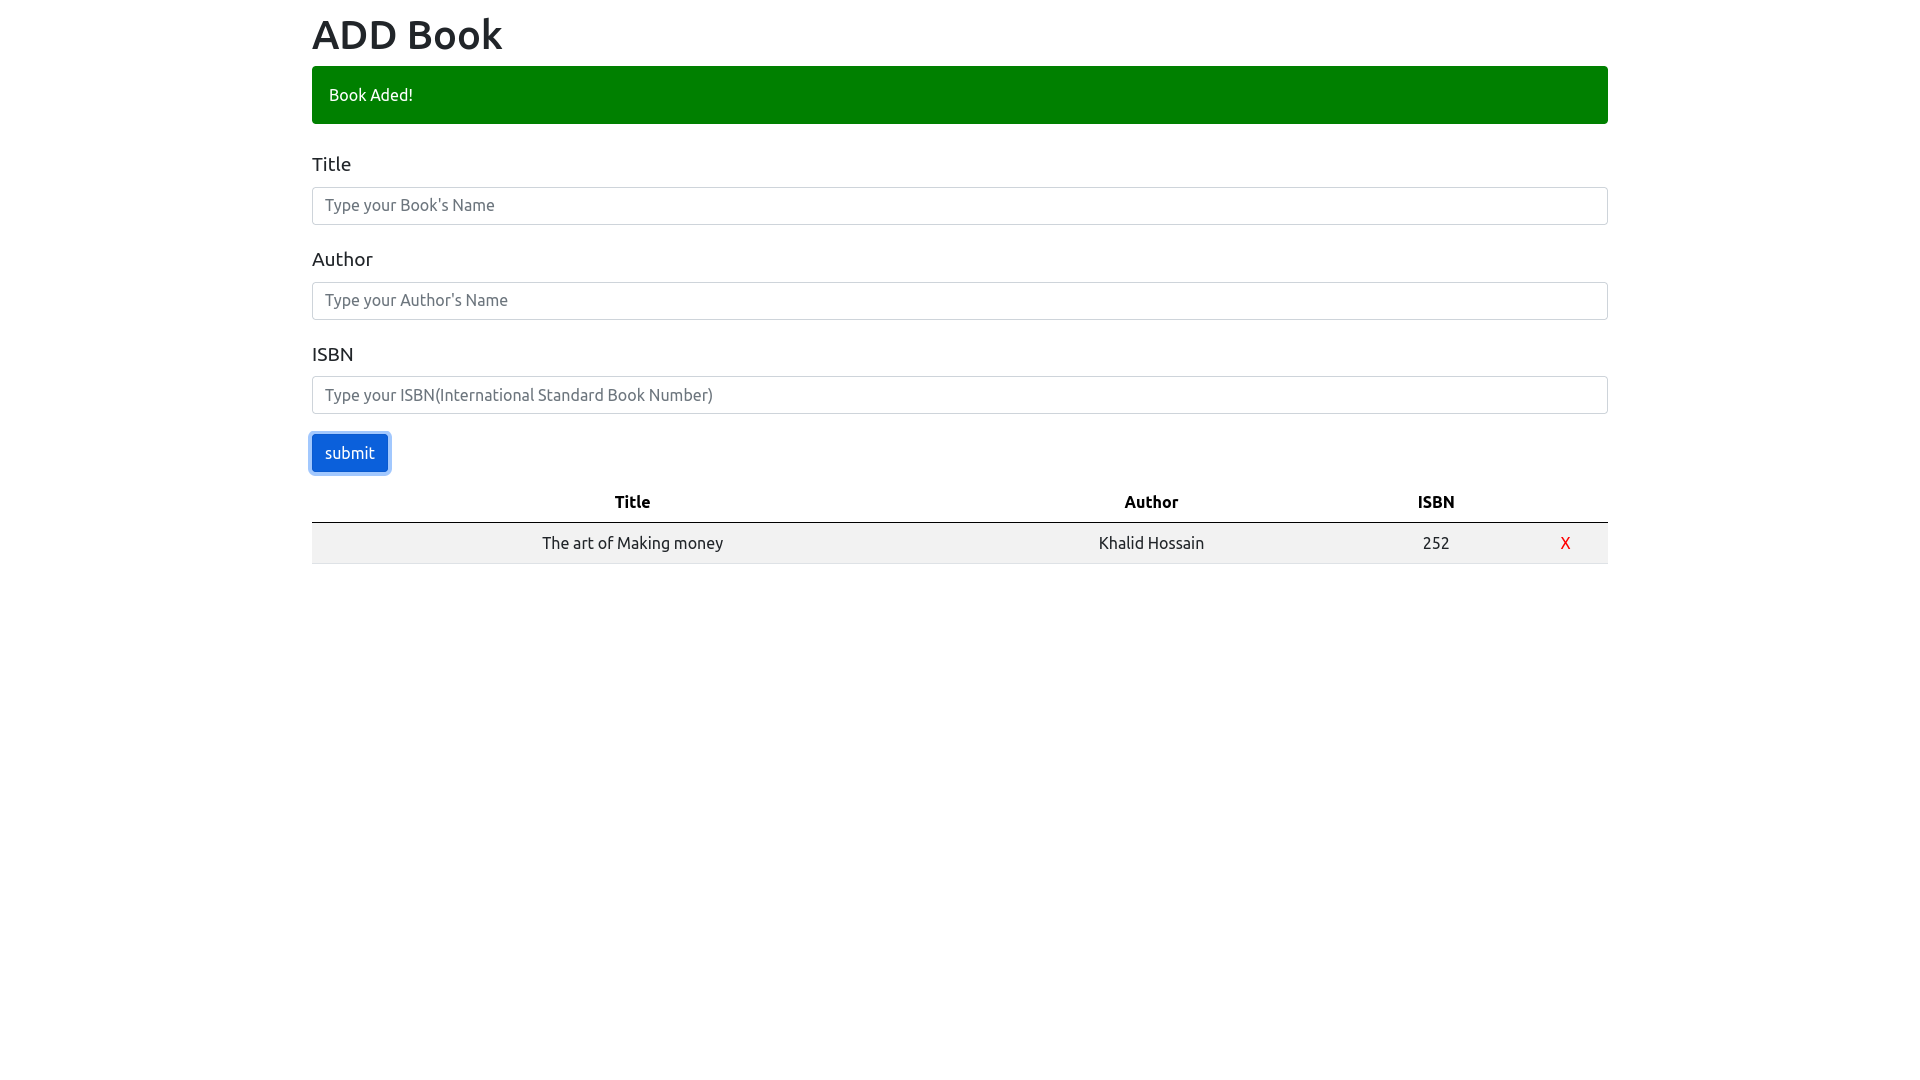 ADD Book
Book Aded!
Title
Type your Book's Name
Author
Type your Author's Name
ISBN
Type your ISBN(International Standard Book Number)
submit
Title Author ISBN
The art of Making money Khalid Hossain 252 X